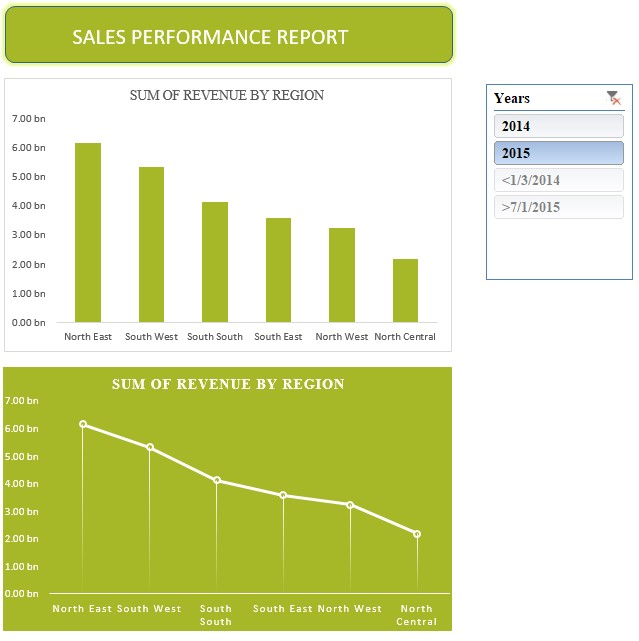 SALES PERFORMANCE REPORT
SUM OF REVENUE BY REGION
7.00 bn
6.00 bn
5.00 bn
4.00 bn
3.00 bn
2.00 bn
1.00 bn
0.00 bn
North East South West South South South East North West North Central
Years
2014
2015
<1/3/2014
>7/1/2015
SUM OF REVENUE BY REGION
7.00 bn
6.00 bn
5.00 bn
4.00 bn
3.00 bn
2.00 bn
1.00 bn
0.00 bn
North East South West South South East North West North
South Central